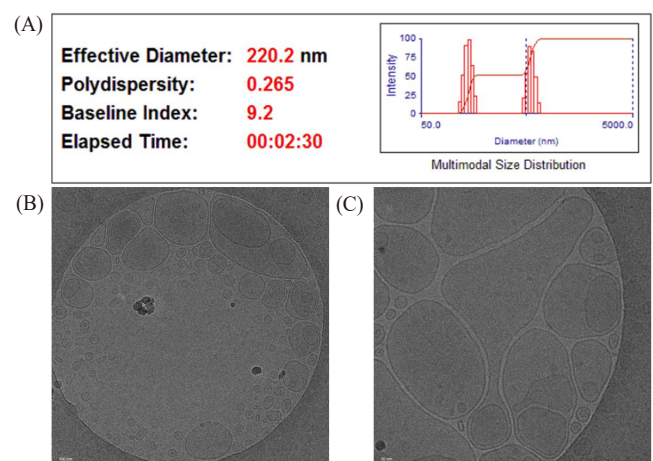 (A)
Effective Diameter: 220.2 nm
Polydispersity: 0.265
Baseline Index: 9.2
Elapsed Time: 00:02:30
Intensity
100
75
50
25
0
50.0 5000.0
Diameter (nm)
Multimodal Size Distribution
(B) (C)